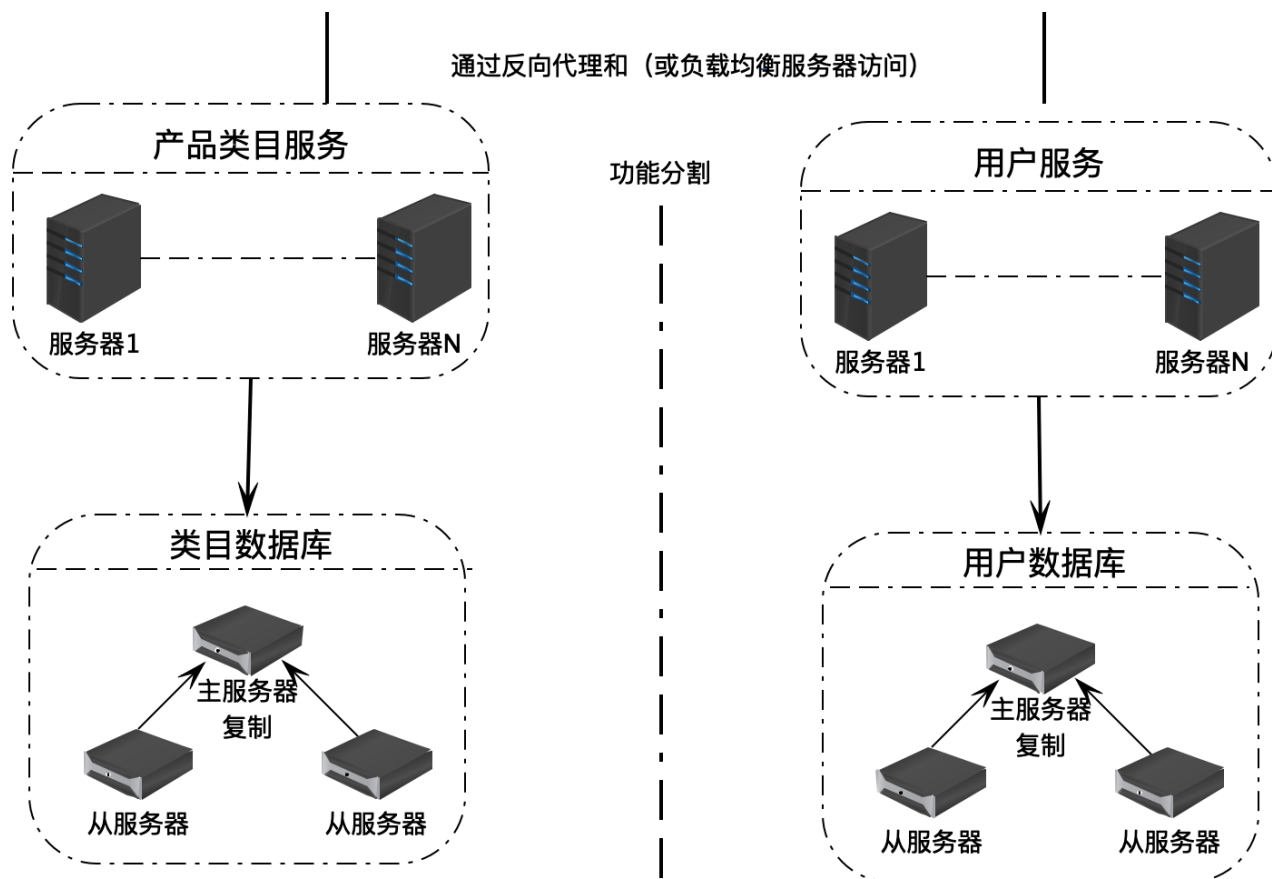 通过反向代理和（或负载均衡服务器访问）
产品类目服务
服务器1
服务器N
类目数据库
主服务器
复制
从服务器
从服务器
功能分割
用户服务
服务器1
服务器N
用户数据库
主服务器
复制
从服务器
从服务器